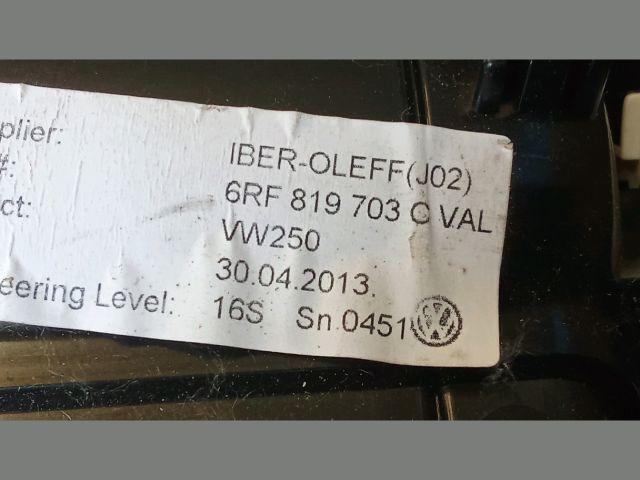 plier: IBER-OLEFF(J02)
#: 6RF 819 703 C VAL
ct: VW250
30.04.2013.
eering Level: 16S Sn.0451